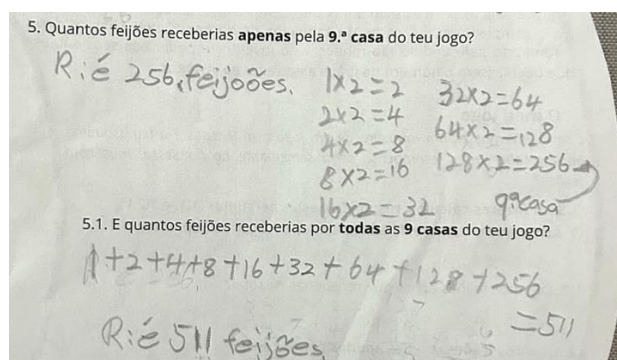 5. Quantos feijões receberias apenas pela 9.ª casa do teu jogo?
R:é 256 feijoões.
1x2=2
2x2=4
4x2=8
8x2=16
16x2=32
32x2=64
64x2=128
128x2=256
9ªcasa
5.1. E quantos feijões receberias por todas as 9 casas do teu jogo?
1+2+4+8+16+32+64+128+256
=511
R:é 511 feijões